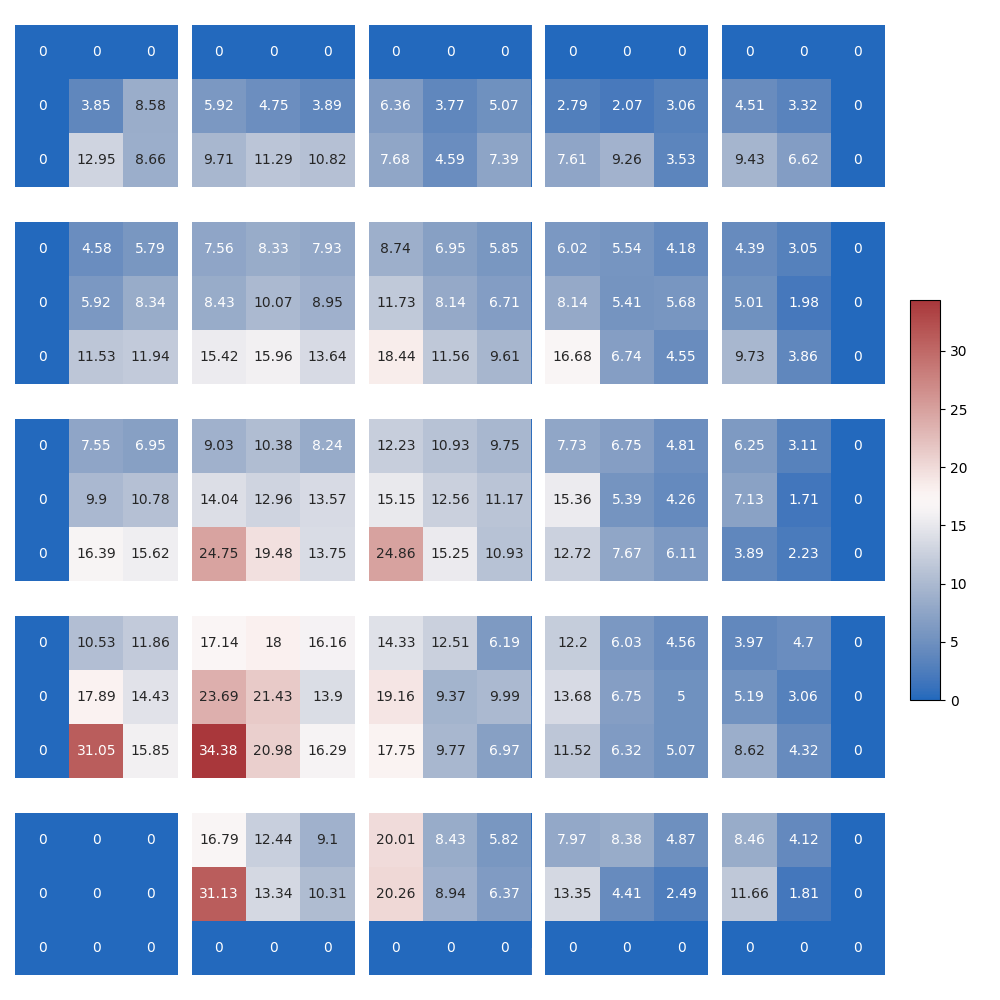 0 0 0 0 0 0 0 0 0 0 0 0 0 0 0
0 3.85 8.58 5.92 4.75 3.89 6.36 3.77 5.07 2.79 2.07 3.06 4.51 3.32 0
0 12.95 8.66 9.71 11.29 10.82 7.68 4.59 7.39 7.61 9.26 3.53 9.43 6.62 0
0 4.58 5.79 7.56 8.33 7.93 8.74 6.95 5.85 6.02 5.54 4.18 4.39 3.05 0
0 5.92 8.34 8.43 10.07 8.95 11.73 8.14 6.71 8.14 5.41 5.68 5.01 1.98 0
0 11.53 11.94 15.42 15.96 13.64 18.44 11.56 9.61 16.68 6.74 4.55 9.73 3.86 0
0 7.55 6.95 9.03 10.38 8.24 12.23 10.93 9.75 7.73 6.75 4.81 6.25 3.11 0
0 9.9 10.78 14.04 12.96 13.57 15.15 12.56 11.17 15.36 5.39 4.26 7.13 1.71 0
0 16.39 15.62 24.75 19.48 13.75 24.86 15.25 10.93 12.72 7.67 6.11 3.89 2.23 0
0 10.53 11.86 17.14 18 16.16 14.33 12.51 6.19 12.2 6.03 4.56 3.97 4.7 0
0 17.89 14.43 23.69 21.43 13.9 19.16 9.37 9.99 13.68 6.75 5 5.19 3.06 0
0 31.05 15.85 34.38 20.98 16.29 17.75 9.77 6.97 11.52 6.32 5.07 8.62 4.32 0
0 0 0 16.79 12.44 9.1 20.01 8.43 5.82 7.97 8.38 4.87 8.46 4.12 0
0 0 0 31.13 13.34 10.31 20.26 8.94 6.37 13.35 4.41 2.49 11.66 1.81 0
0 0 0 0 0 0 0 0 0 0 0 0 0 0 0
30
25
20
15
10
5
0